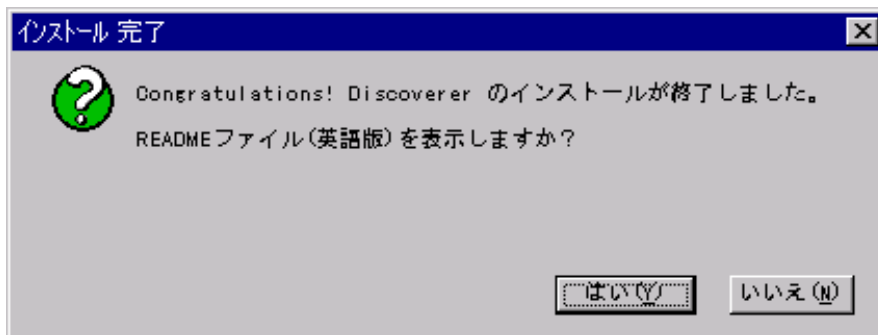 インストール 完了
Congratulations! Discoverer のインストールが終了しました。
READMEファイル(英語版)を表示しますか？
はい(Y)
いいえ(N)